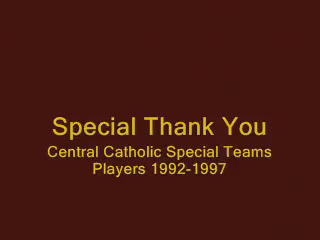 Special Thank You
Central Catholic Special Teams
Players 1992-1997